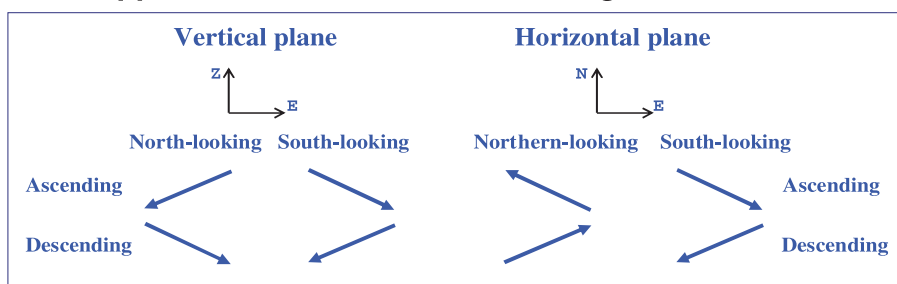 Vertical plane Horizontal plane
Z N
E E
North-looking South-looking Northern-looking South-looking
Ascending Ascending
Descending Descending